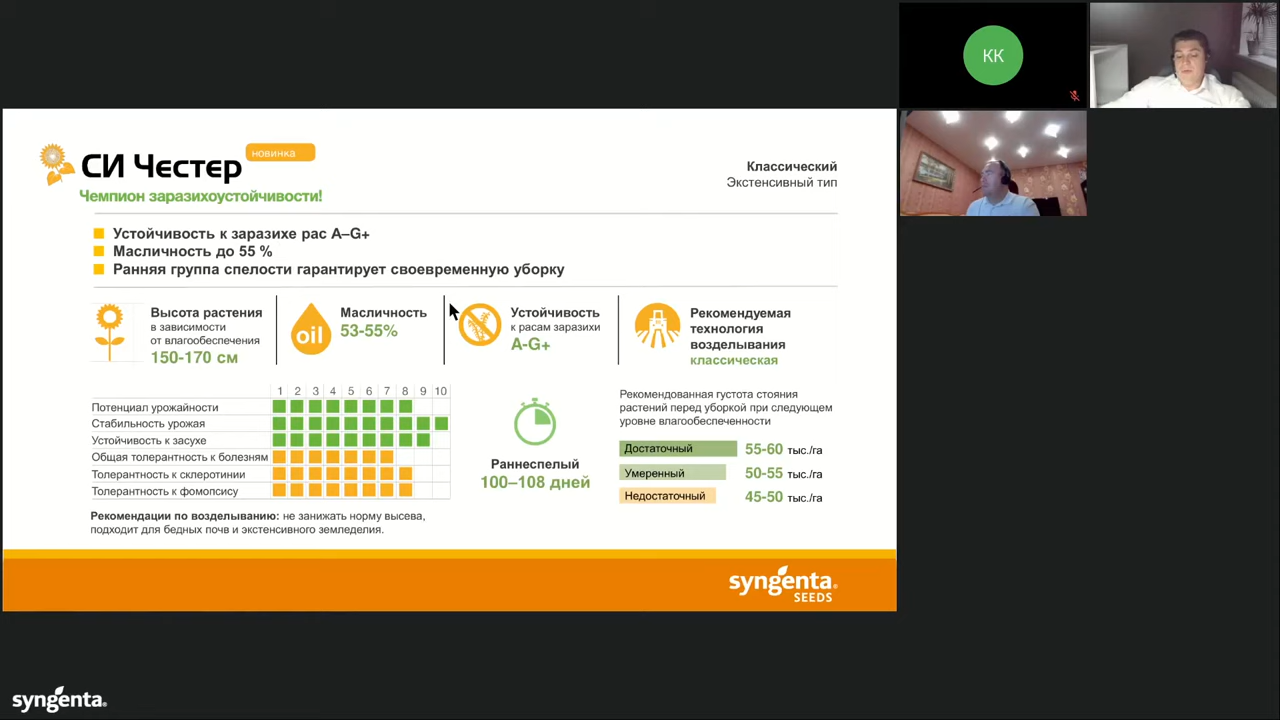 КК
СИ Честер
новинка
Чемпион заразихоустойчивости!
Классический
Экстенсивный тип
Устойчивость к заразихе рас A–G+
Масличность до 55 %
Ранняя группа спелости гарантирует своевременную уборку
Высота растения
в зависимости
от влагообеспечения
150-170 см
oil
Масличность
53-55%
Устойчивость
к расам заразихи
A-G+
Рекомендуемая
технология
возделывания
классическая
1 2 3 4 5 6 7 8 9 10
Потенциал урожайности
Стабильность урожая
Устойчивость к засухе
Общая толерантность к болезням
Толерантность к склеротинии
Толерантность к фомопсису
Раннеспелый
100–108 дней
Рекомендованная густота стояния
растений перед уборкой при следующем
уровне влагообеспеченности
Достаточный 55-60 тыс./га
Умеренный 50-55 тыс./га
Недостаточный 45-50 тыс./га
Рекомендации по возделыванию: не занижать норму высева,
подходит для бедных почв и экстенсивного земледелия.
syngenta
SEEDS
syngenta